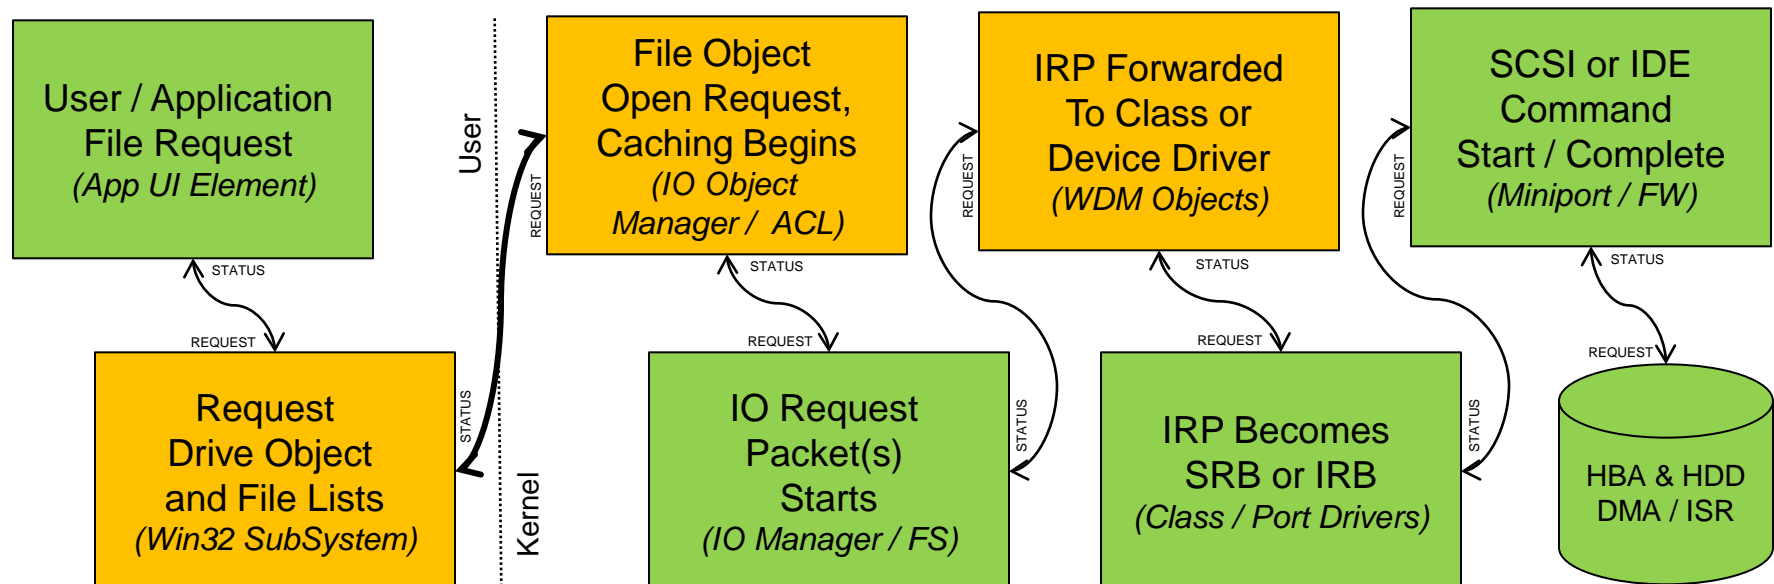 User / Application
File Request
(App UI Element)
STATUS
REQUEST
Request
Drive Object
and File Lists
(Win32 SubSystem)
STATUS
User
Kernel
REQUEST
File Object
Open Request,
Caching Begins
(IO Object
Manager / ACL)
STATUS
REQUEST
IO Request
Packet(s)
Starts
(IO Manager / FS)
STATUS
REQUEST
IRP Forwarded
To Class or
Device Driver
(WDM Objects)
STATUS
REQUEST
IRP Becomes
SRB or IRB
(Class / Port Drivers)
STATUS
REQUEST
SCSI or IDE
Command
Start / Complete
(Miniport / FW)
STATUS
REQUEST
HBA & HDD
DMA / ISR